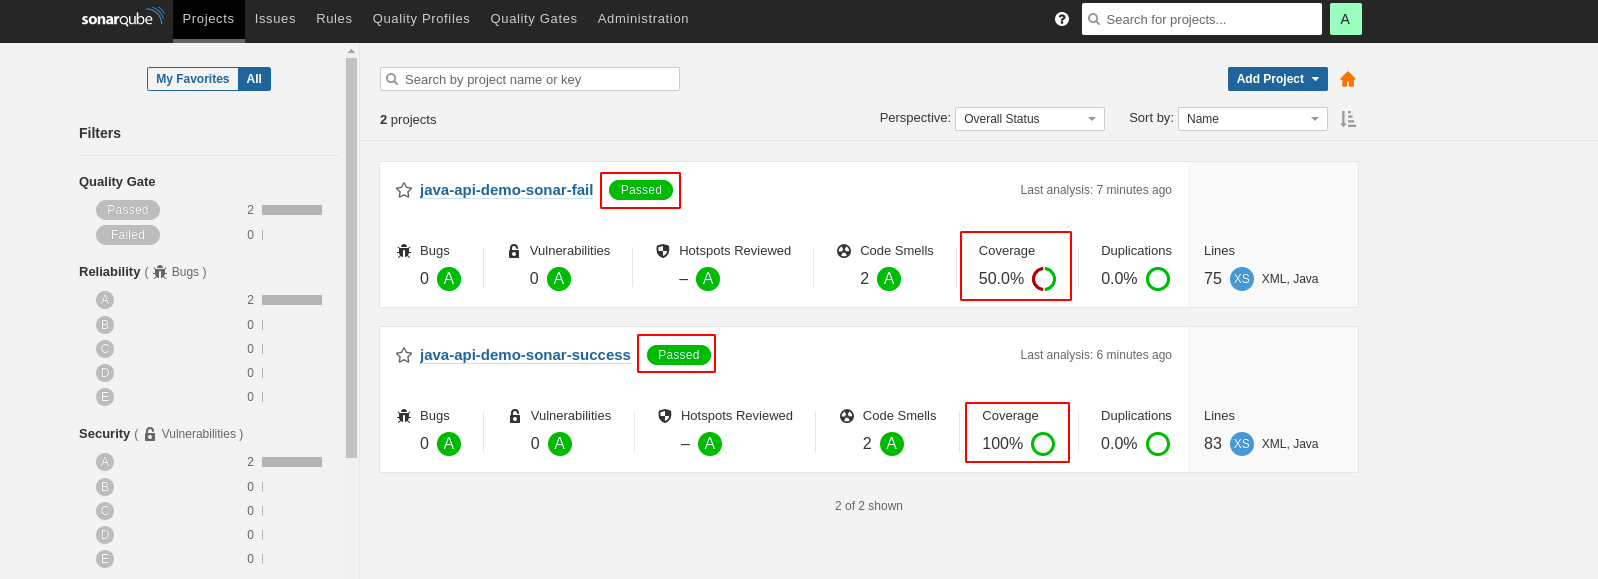 sonarqube Projects Issues Rules Quality Profiles Quality Gates Administration ? Search for projects... A
My Favorites All
Search by project name or key
Add Project
2 projects
Perspective: Overall Status
Sort by: Name
Filters
Quality Gate
Passed 2
Failed 0
Reliability ( Bugs )
A 2
B 0
C 0
D 0
E 0
Security ( Vulnerabilities )
A 2
B 0
C 0
D 0
E 0
java-api-demo-sonar-fail Passed Last analysis: 7 minutes ago
Bugs Vulnerabilities Hotspots Reviewed Code Smells Coverage Duplications Lines
0 A 0 A – A 2 A 50.0% 0.0% 75 XS XML, Java
java-api-demo-sonar-success Passed Last analysis: 6 minutes ago
Bugs Vulnerabilities Hotspots Reviewed Code Smells Coverage Duplications Lines
0 A 0 A – A 2 A 100% 0.0% 83 XS XML, Java
2 of 2 shown